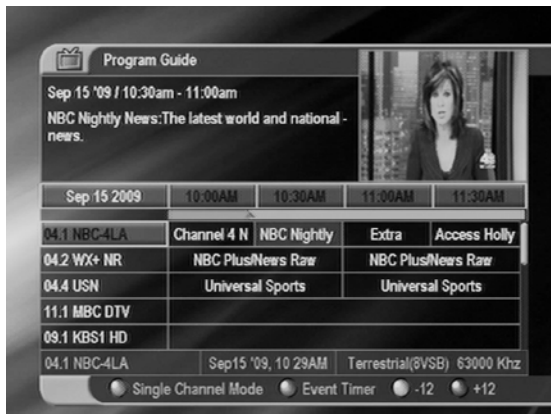 Program Guide
Sep 15 '09 / 10:30am - 11:00am
NBC Nightly News:The latest world and national -
news.
4
Sep 15 2009 10:00AM 10:30AM 11:00AM 11:30AM
04.1 NBC-4LA Channel 4 N NBC Nightly Extra Access Holly
04.2 WX+ NR NBC Plus/News Raw NBC Plus/News Raw
04.4 USN Universal Sports Universal Sports
11.1 MBC DTV
09.1 KBS1 HD
04.1 NBC-4LA Sep15 '09, 10 29AM Terrestrial(8VSB) 63000 Khz
Single Channel Mode Event Timer -12 +12